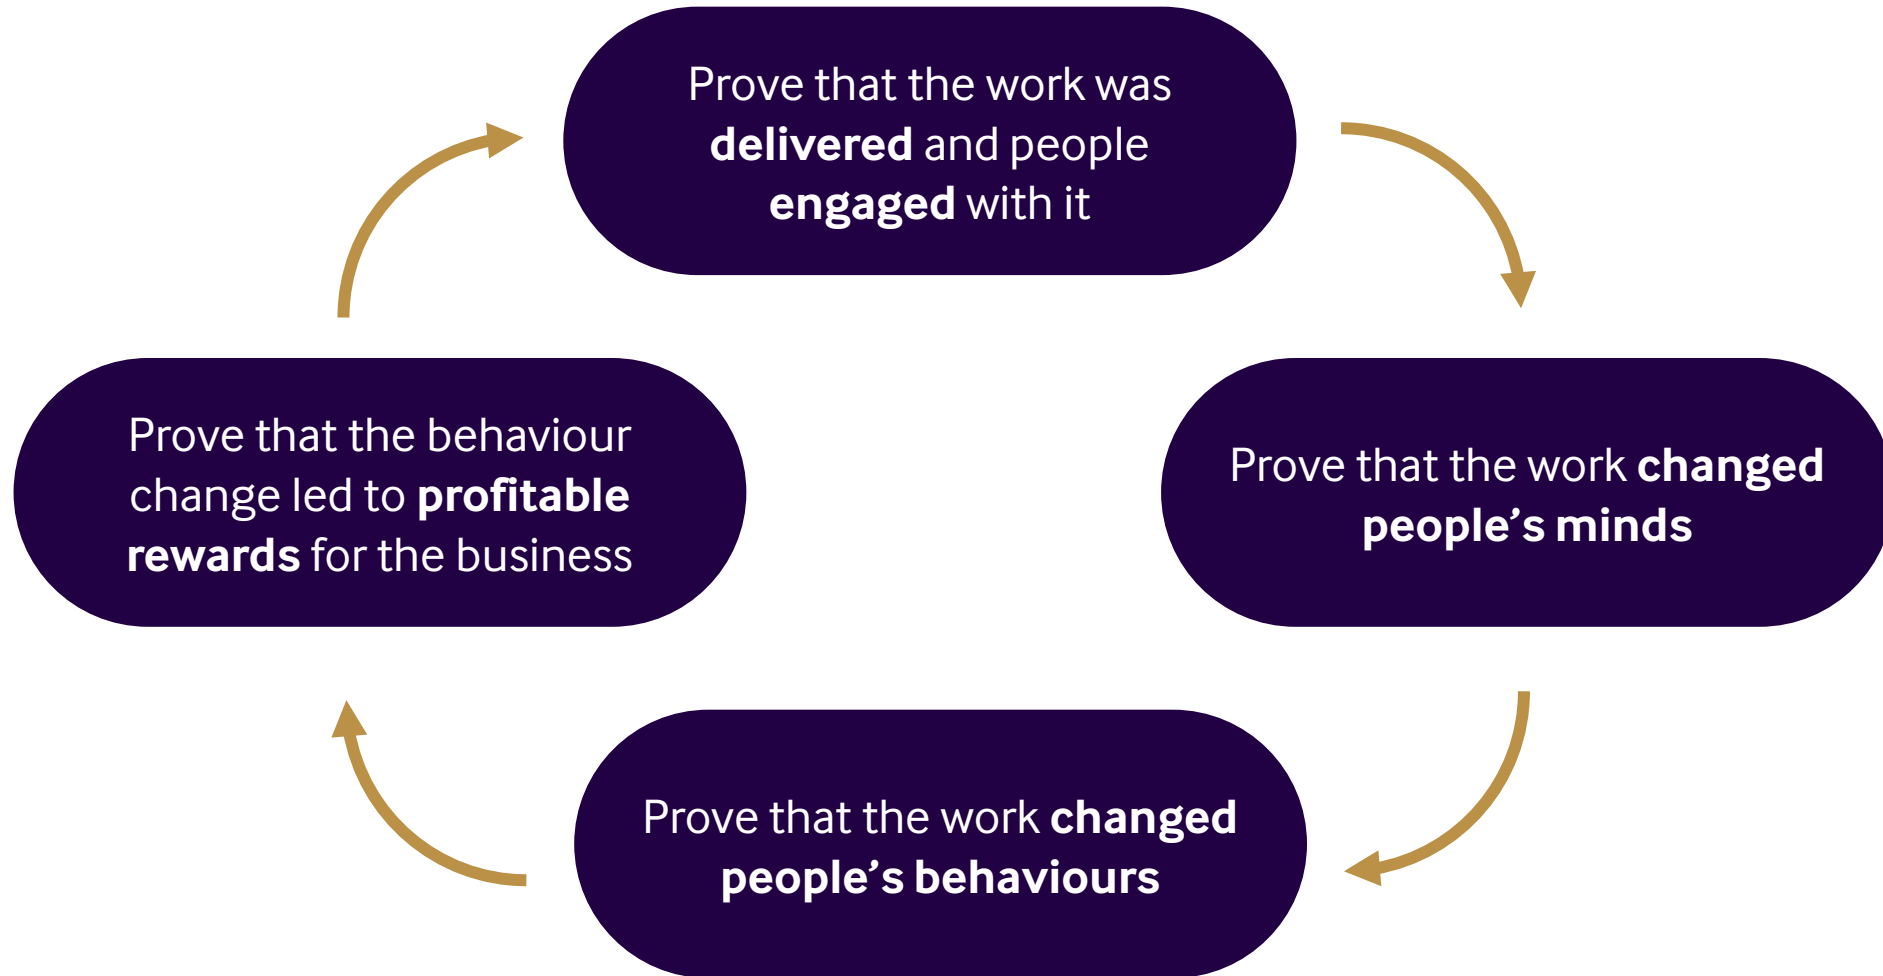 Prove that the work was
delivered and people
engaged with it
Prove that the work changed
people’s minds
Prove that the work changed
people’s behaviours
Prove that the behaviour
change led to profitable
rewards for the business